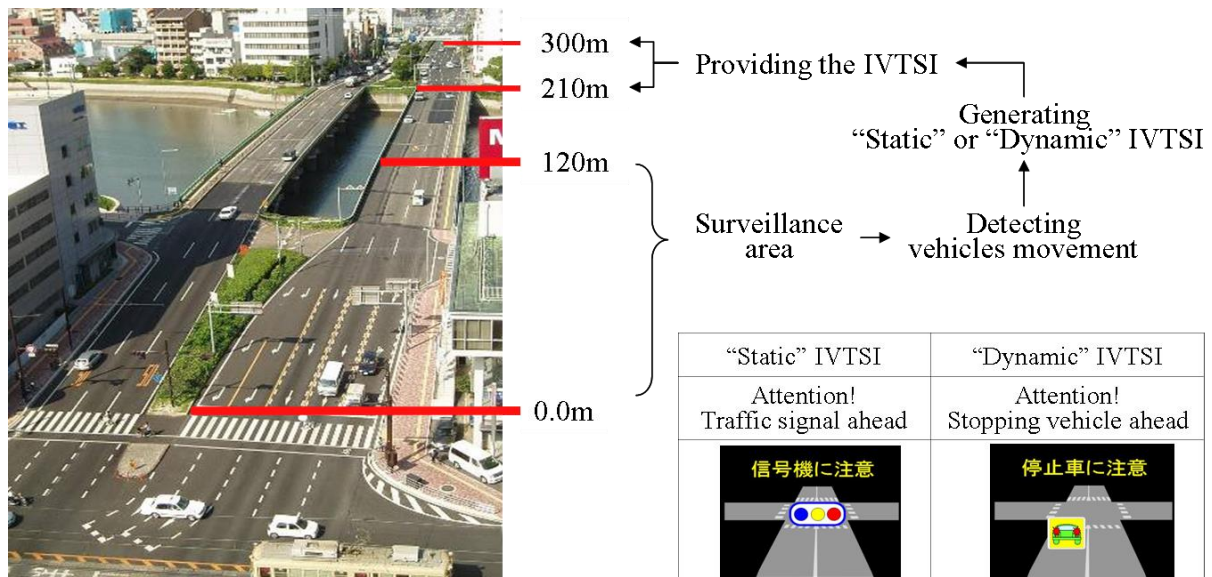 300m
210m
120m
0.0m
Providing the IVTSI
Generating
“Static” or “Dynamic” IVTSI
Surveillance
area
Detecting
vehicles movement
“Static” IVTSI
“Dynamic” IVTSI
Attention!
Traffic signal ahead
Attention!
Stopping vehicle ahead
信号機に注意
停止車に注意